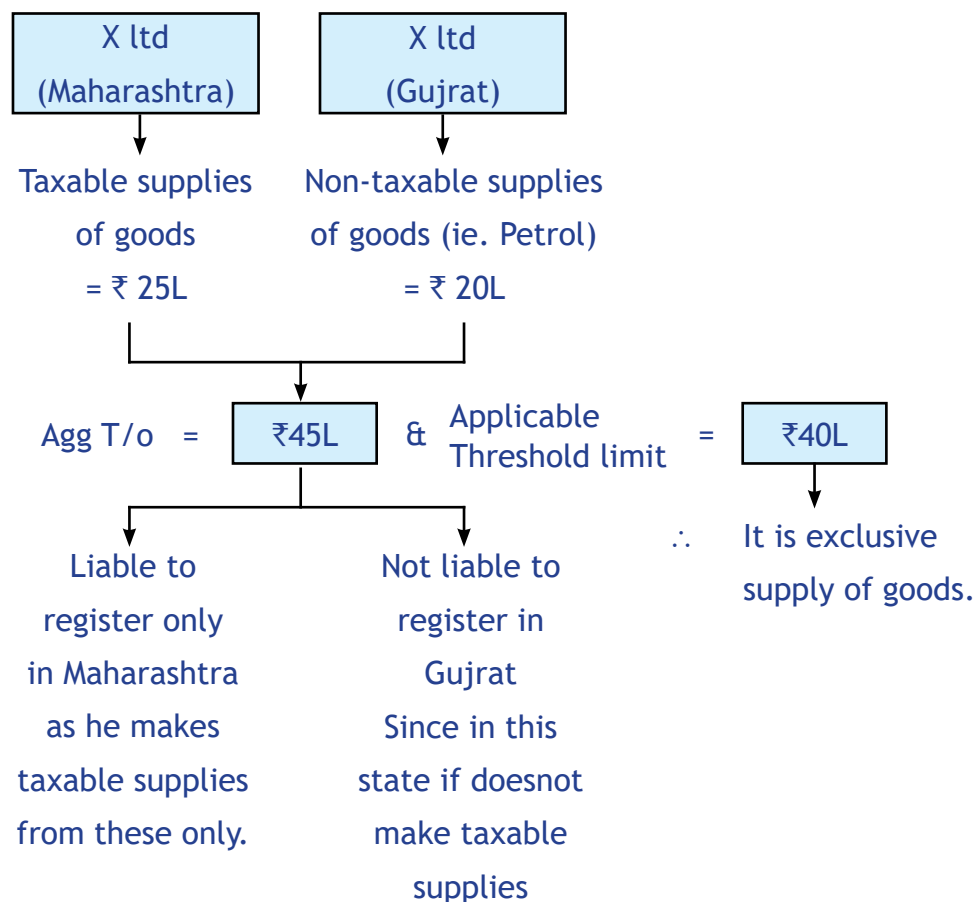 X ltd
(Maharashtra)
X ltd
(Gujrat)
Taxable supplies
of goods
= ₹ 25L
Non-taxable supplies
of goods (ie. Petrol)
= ₹ 20L
Agg T/o = ₹45L & Applicable
Threshold limit = ₹40L
Liable to
register only
in Maharashtra
as he makes
taxable supplies
from these only.
Not liable to
register in
Gujrat
Since in this
state if doesnot
make taxable
supplies
∴ It is exclusive
supply of goods.